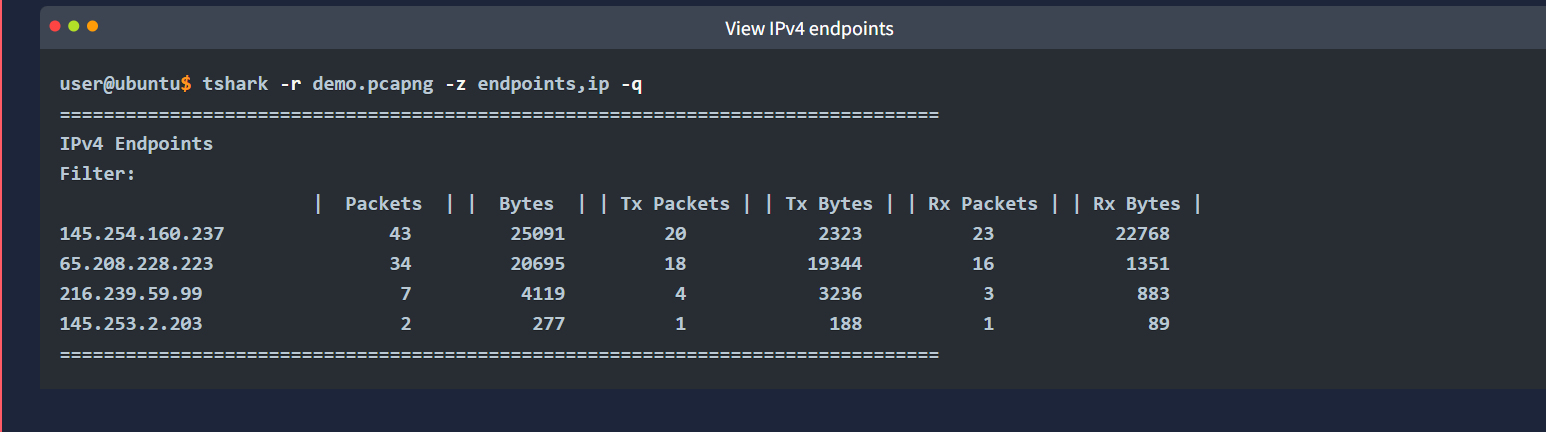 View IPv4 endpoints
user@ubuntu$ tshark -r demo.pcapng -z endpoints,ip -q
================================================================================
IPv4 Endpoints
Filter:
                       |  Packets  | |  Bytes  | | Tx Packets | | Tx Bytes | | Rx Packets | | Rx Bytes |
145.254.160.237               43         25091         20            2323          23           22768
65.208.228.223                34         20695         18           19344          16            1351
216.239.59.99                  7          4119          4            3236           3             883
145.253.2.203                  2           277          1             188           1              89
================================================================================